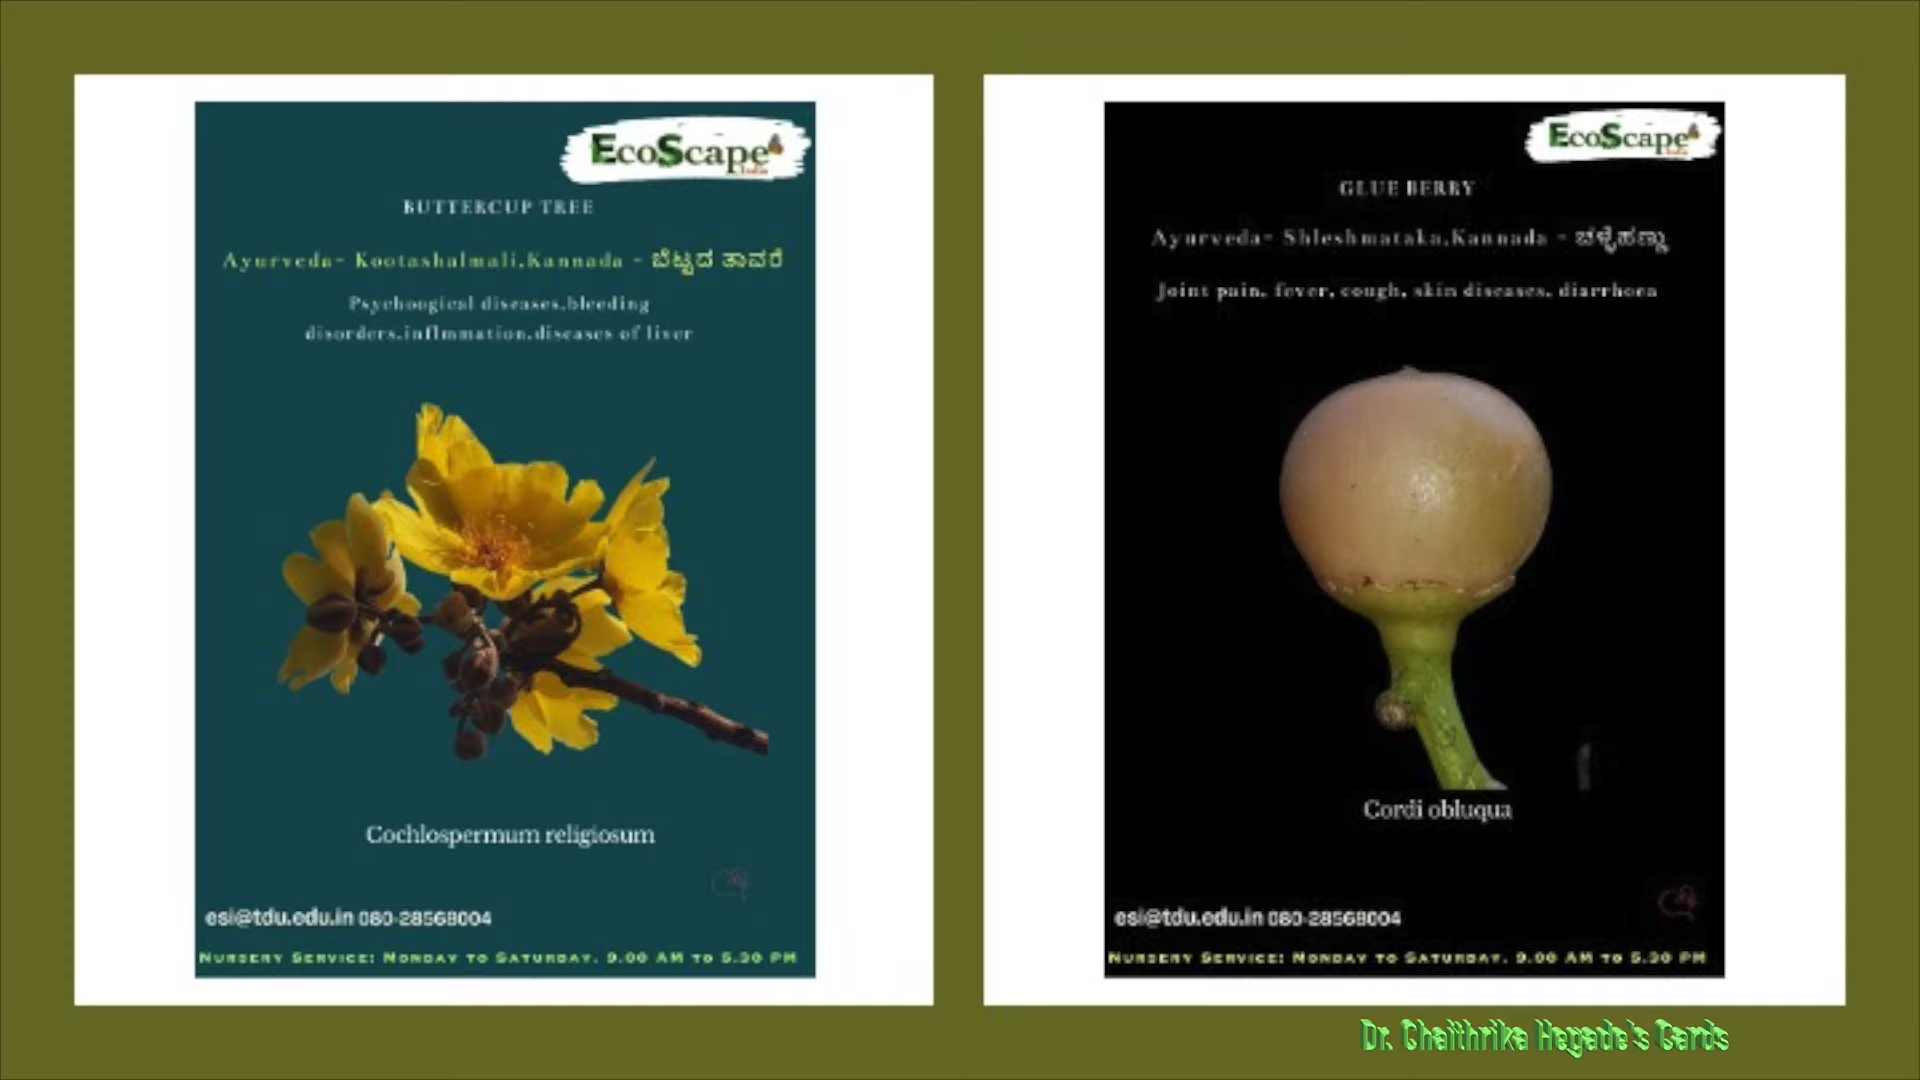 EcoScape
India
BUTTERCUP TREE
Ayurveda- Kootashalmali,Kannada - ಬೆಟ್ಟದ ತಾವರೆ
Psychoogical diseases,bleeding
disorders,inflmmation,diseases of liver
Cochlospermum religiosum
esi@tdu.edu.in 080-28568004
Nursery Service: Monday to Saturday, 9.00 AM to 5.30 PM
EcoScape
India
GLUE BERRY
Ayurveda- Shleshmataka,Kannada - ಚಳ್ಳೆಹಣ್ಣು
Joint pain, fever, cough, skin diseases, diarrhoea
Cordi obluqua
esi@tdu.edu.in 080-28568004
Nursery Service: Monday to Saturday, 9.00 AM to 5.30 PM
Dr. Chaithrika Hegade's Cards